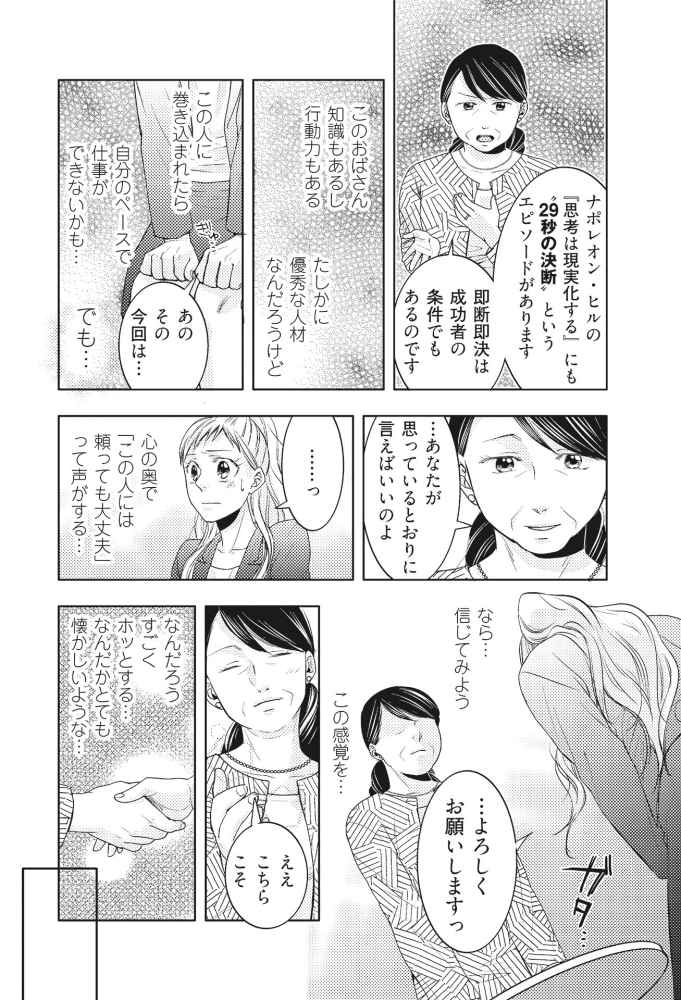 ナポレオン・ヒルの
『思考は現実化する』にも
〝29秒の決断〟という
エピソードがあります
即断即決は
成功者の
条件でも
あるのです
このおばさん
知識もあるし
行動力もある
たしかに
優秀な人材
なんだろうけど
この人に
巻き込まれたら
自分のペースで
仕事が
できないかも…
ぎゅ…
あの
その
今回は…
でも…
…あなたが
思っているとおりに
言えばいいのよ
……っ
心の奥で
「この人には
頼っても大丈夫」
って声がする…
なら…
信じてみよう
この感覚を…
…よろしく
お願いしますっ
ガタ…
ええ
こちら
こそ
なんだろう
すごく
ホッとする…
なんだかとても
懐かしいような…